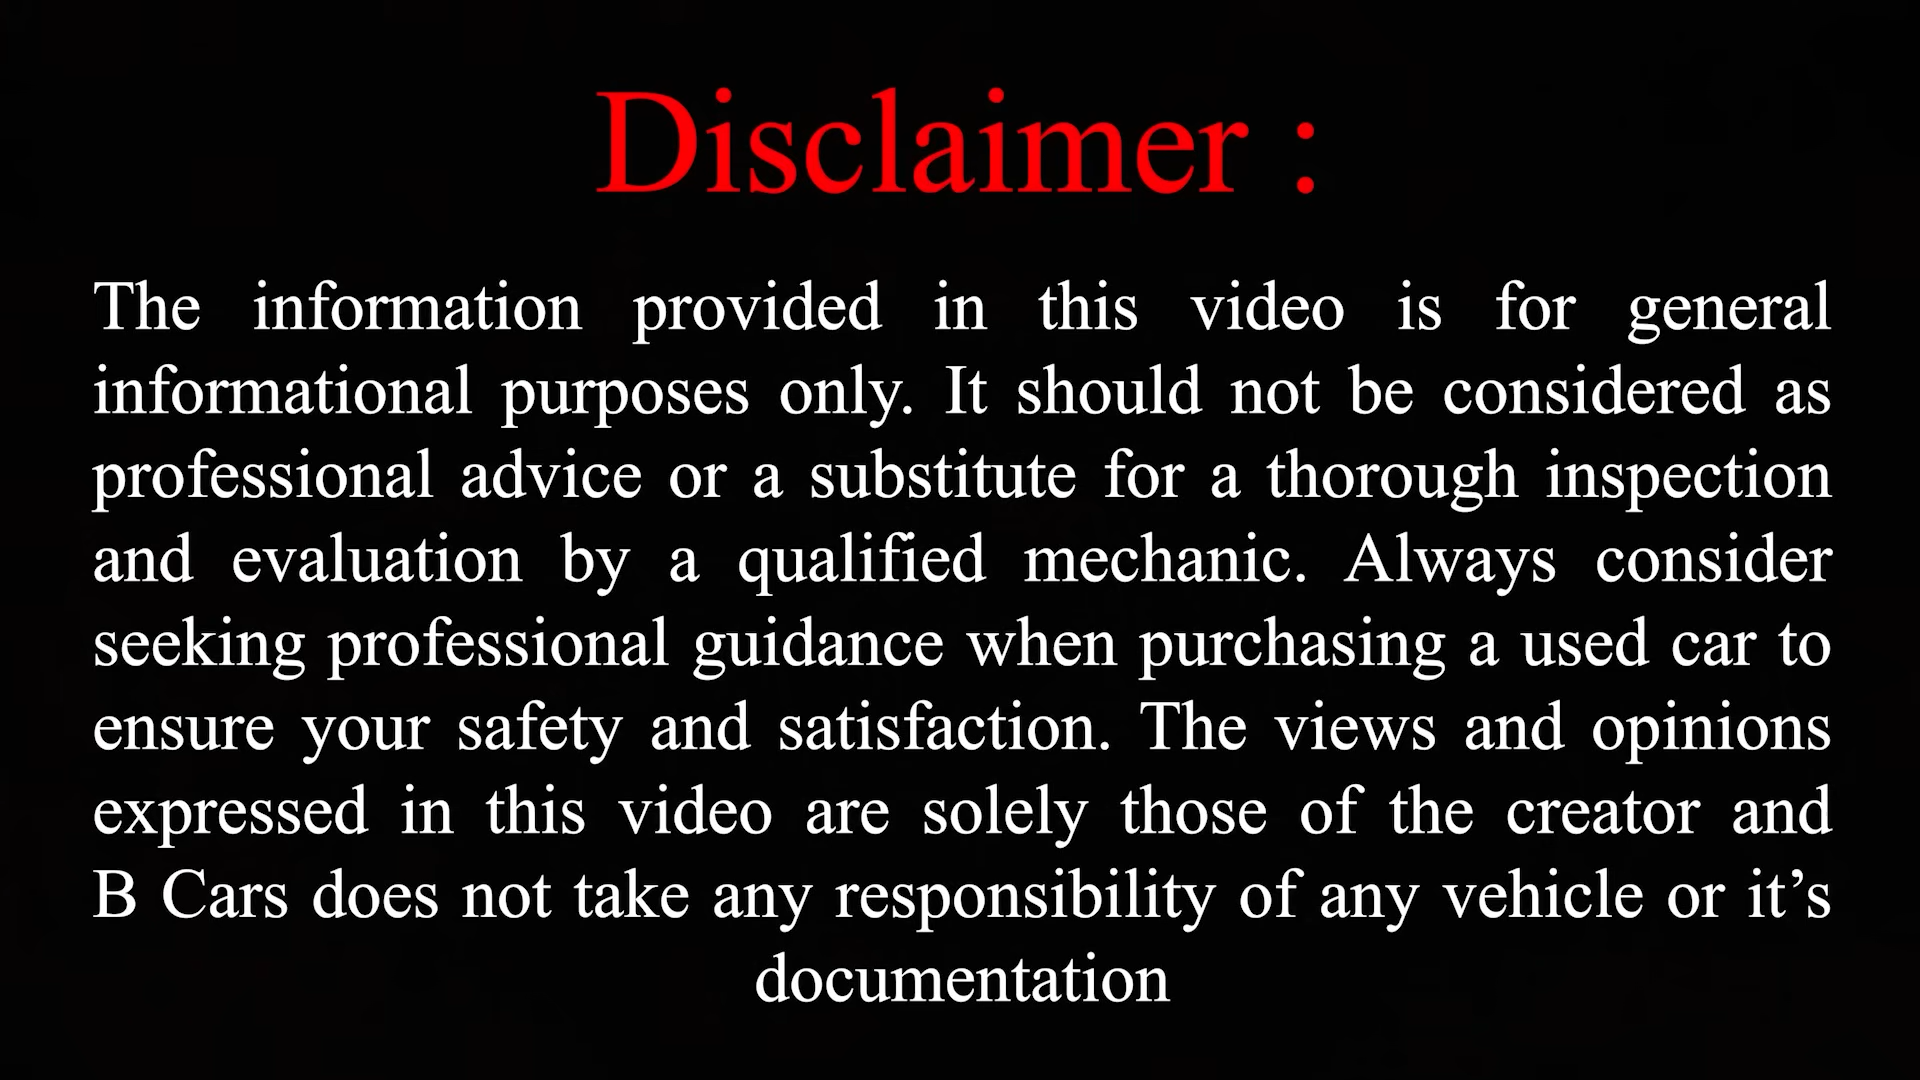 Disclaimer :
The information provided in this video is for general
informational purposes only. It should not be considered as
professional advice or a substitute for a thorough inspection
and evaluation by a qualified mechanic. Always consider
seeking professional guidance when purchasing a used car to
ensure your safety and satisfaction. The views and opinions
expressed in this video are solely those of the creator and
B Cars does not take any responsibility of any vehicle or it’s
documentation